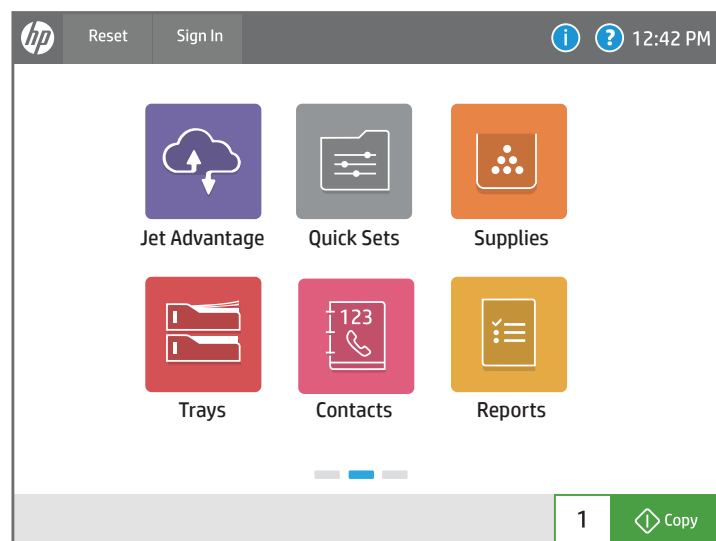 hp Reset Sign In i ? 12:42 PM
Jet Advantage Quick Sets Supplies
123
Trays Contacts Reports
1 Copy